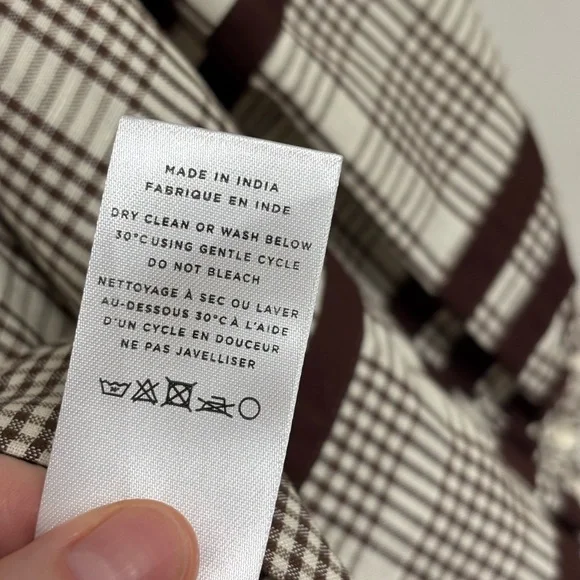 MADE IN INDIA
FABRIQUE EN INDE
DRY CLEAN OR WASH BELOW
30°C USING GENTLE CYCLE
DO NOT BLEACH
NETTOYAGE À SEC OU LAVER
AU-DESSOUS 30°C À L'AIDE
D'UN CYCLE EN DOUCEUR
NE PAS JAVELLISER